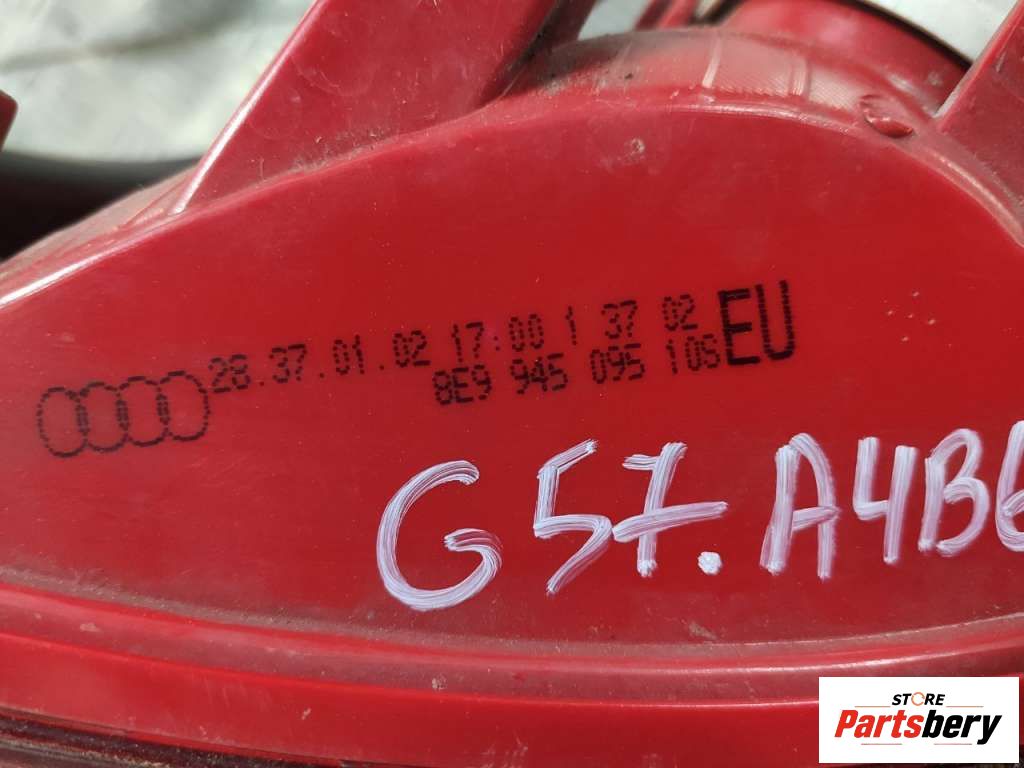 28.37.01.02 17:00 1 37 02
8E9 945 095 10S EU
G57.A4B6
STORE
Partsbery